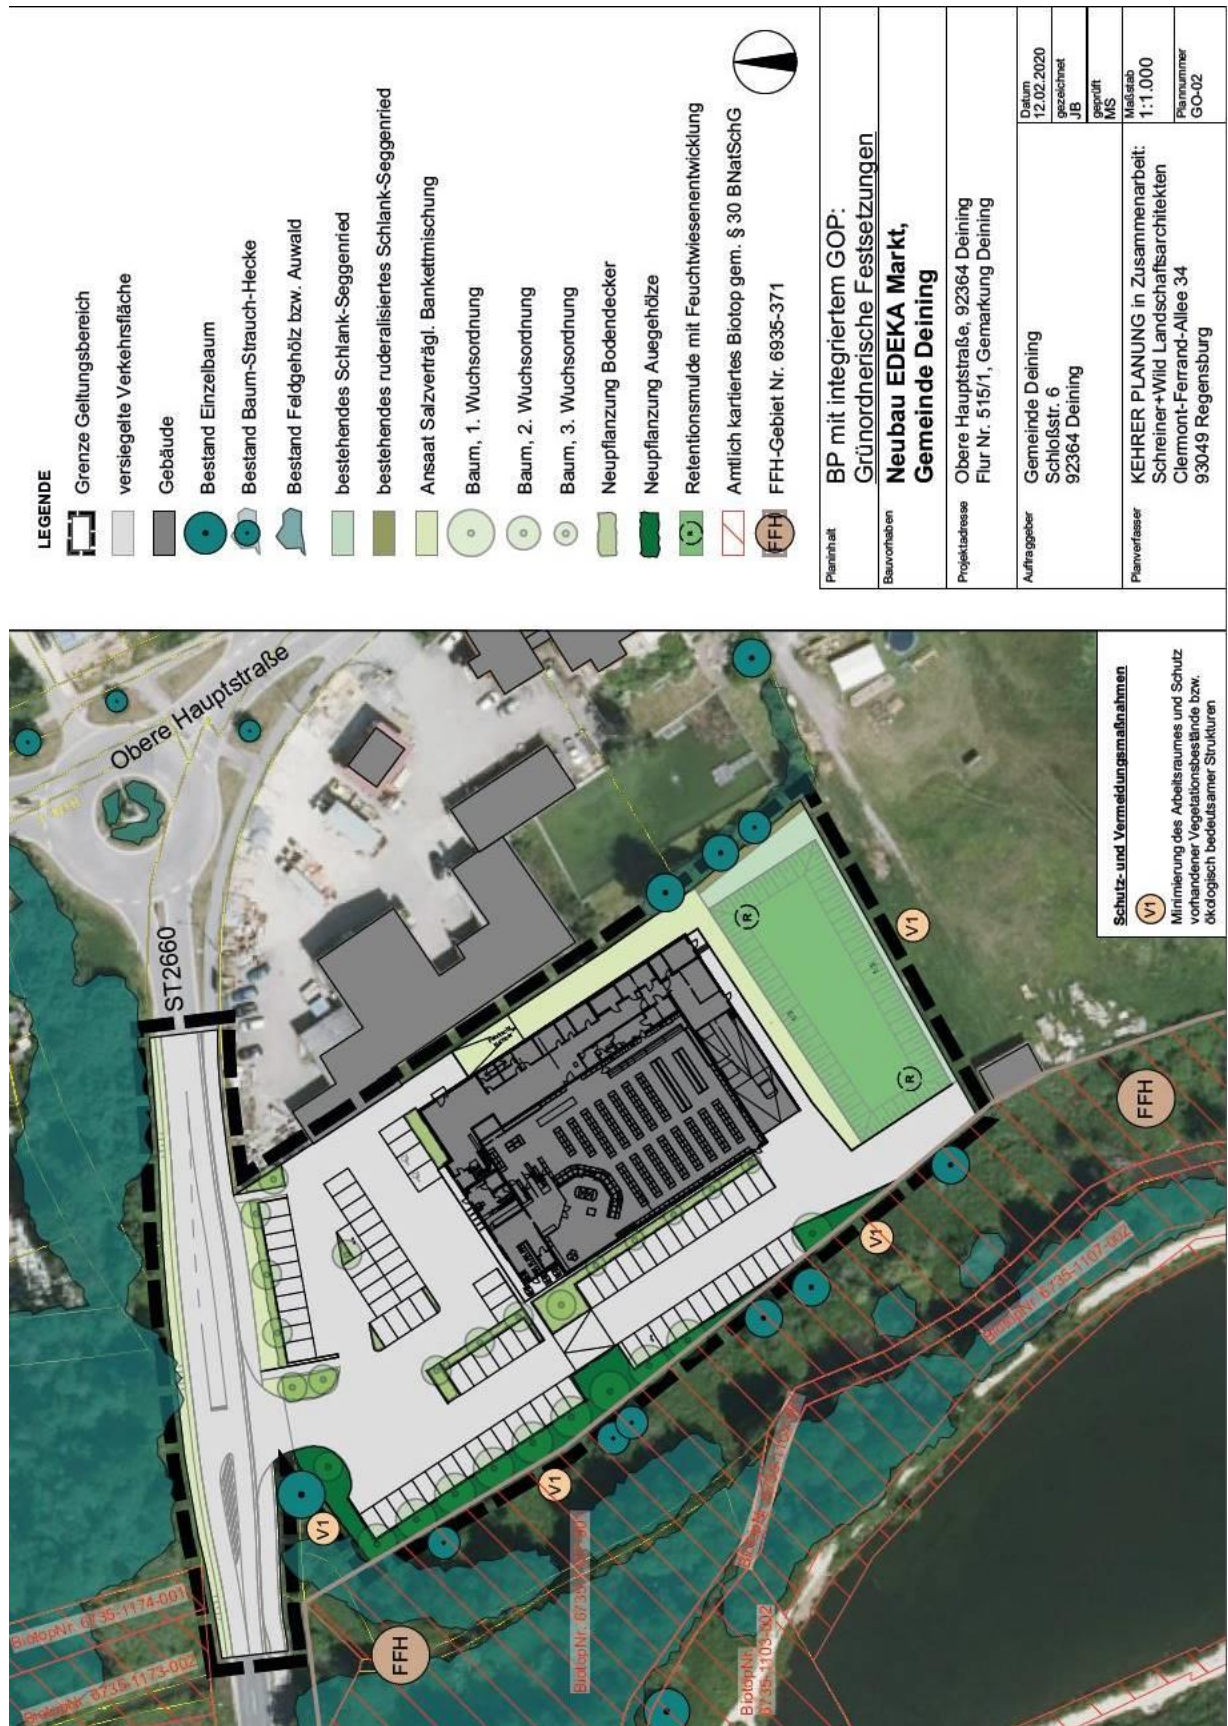 LEGENDE
Grenze Geltungsbereich
versiegelte Verkehrsfläche
Gebäude
Bestand Einzelbaum
Bestand Baum-Strauch-Hecke
Bestand Feldgehölz bzw. Auwald
bestehendes Schlank-Seggenried
bestehendes ruderalisiertes Schlank-Seggenried
Ansaat Salzverträgl. Bankettmischung
Baum, 1. Wuchsordnung
Baum, 2. Wuchsordnung
Baum, 3. Wuchsordnung
Neupflanzung Bodendecker
Neupflanzung Auegehölze
R
Retentionsmulde mit Feuchtwiesenentwicklung
Amtlich kartiertes Biotop gem. § 30 BNatSchG
FFH
FFH-Gebiet Nr. 6935-371
Planinhalt
BP mit integriertem GOP:
Grünordnerische Festsetzungen
Bauvorhaben
Neubau EDEKA Markt,
Gemeinde Deining
Projektadresse
Obere Hauptstraße, 92364 Deining
Flur Nr. 515/1, Gemarkung Deining
Auftraggeber
Gemeinde Deining
Schloßstr. 6
92364 Deining
Datum
12.02.2020
gezeichnet
JB
geprüft
MS
Planverfasser
KEHRER PLANUNG in Zusammenarbeit:
Schreiner+Wild Landschaftsarchitekten
Clermont-Ferrand-Allee 34
93049 Regensburg
Maßstab
1:1.000
Plannummer
GO-02
Obere Hauptstraße
ST2660
BiotopNr. 6735-1174-001
BiotopNr. 6735-1173-002
FFH
V1
V1
V1
V1
R
R
FFH
BiotopNr. 6735-1107-002
BiotopNr.
6735-1103-002
Schutz- und Vermeidungsmaßnahmen
V1
Minimierung des Arbeitsraumes und Schutz
vorhandener Vegetationsbestände bzw.
ökologisch bedeutsamer Strukturen